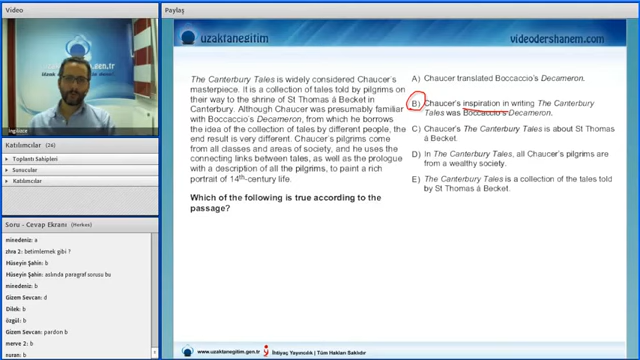 Video
Paylaş
uzaktanegitim
videodershanem.com
The Canterbury Tales is widely considered Chaucer's
masterpiece. It is a collection of tales told by pilgrims on
their way to the shrine of St Thomas á Becket in
Canterbury. Although Chaucer was presumably familiar
with Boccaccio's Decameron, from which he borrows
the idea of the collection of tales by different people, the
end result is very different. Chaucer's pilgrims come
from all classes and areas of society, and he uses the
connecting links between tales, as well as the prologue
with a description of all the pilgrims, to paint a rich
portrait of 14th-century life.
Which of the following is true according to the
passage?
A) Chaucer translated Boccaccio's Decameron.
B) Chaucer's inspiration in writing The Canterbury
Tales was Boccaccio's Decameron.
C) Chaucer's The Canterbury Tales is about St Thomas
á Becket.
D) In The Canterbury Tales, all Chaucer's pilgrims are
from a wealthy society.
E) The Canterbury Tales is a collection of the tales told
by St Thomas á Becket.
İngilizce
Katılımcılar (26)
Toplantı Sahipleri
Sunucular
Katılımcılar
Soru - Cevap Ekranı (Herkes)
minedeniz: a
zhra 2: betimlemek gibi ?
Hüseyin Şahin: b
Hüseyin Şahin: aslında paragraf sorusu bu
minedeniz: b
Gizem Sevcan: d
Dilek: b
özgül: b
Gizem Sevcan: pardon b
merve 2: b
nuran: b
www.uzaktanegitim.gen.tr
İhtiyaç Yayıncılık | Tüm Hakları Saklıdır